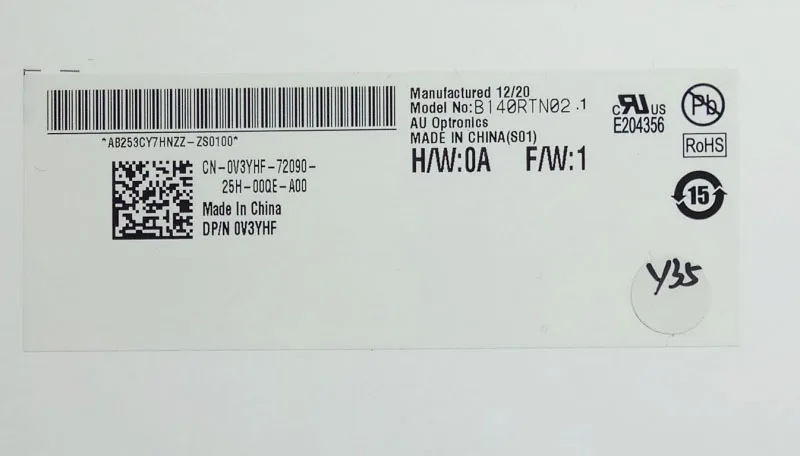 *AB253CY7HNZZ-ZS0100*
CN-0V3YHF-72090-
25H-00QE-A00
Made In China
DP/N 0V3YHF
Manufactured 12/20
Model No:B140RTN02 .1
AU Optronics
MADE IN CHINA(S01)
H/W:0A F/W:1
c RU US
E204356
Pb
RoHS
15
Y35